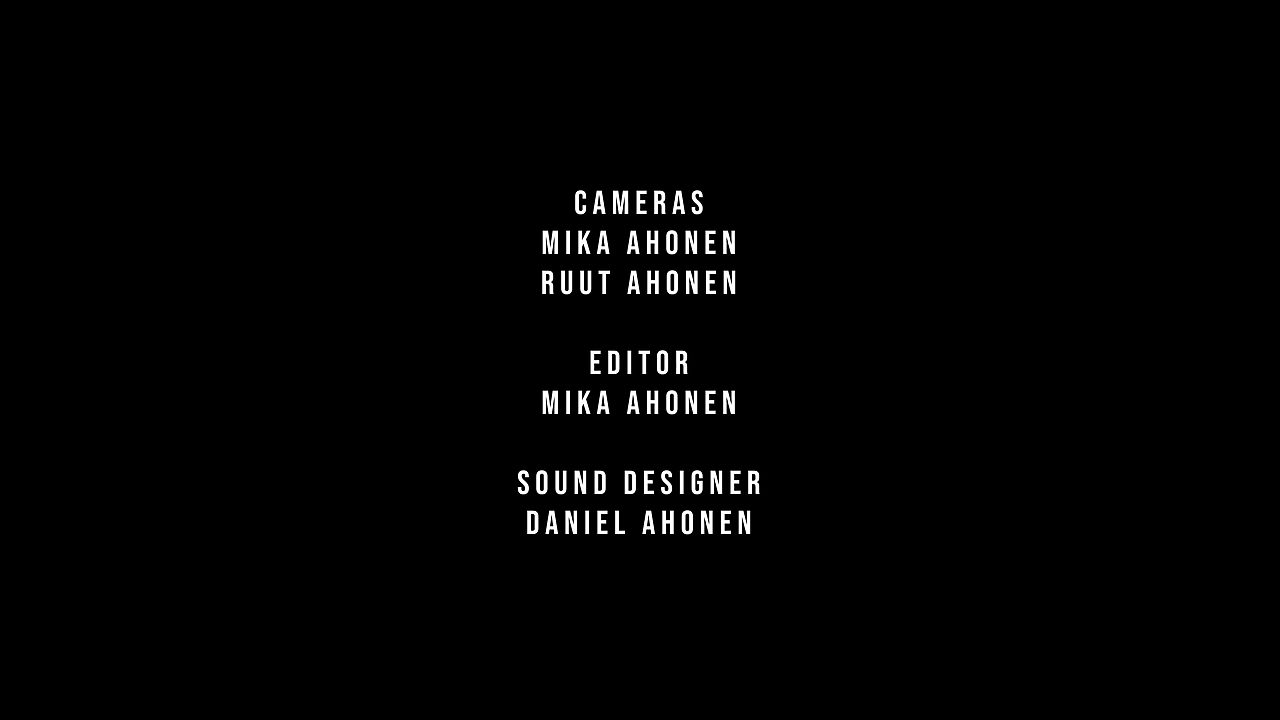 CAMERAS
MIKA AHONEN
RUUT AHONEN
EDITOR
MIKA AHONEN
SOUND DESIGNER
DANIEL AHONEN